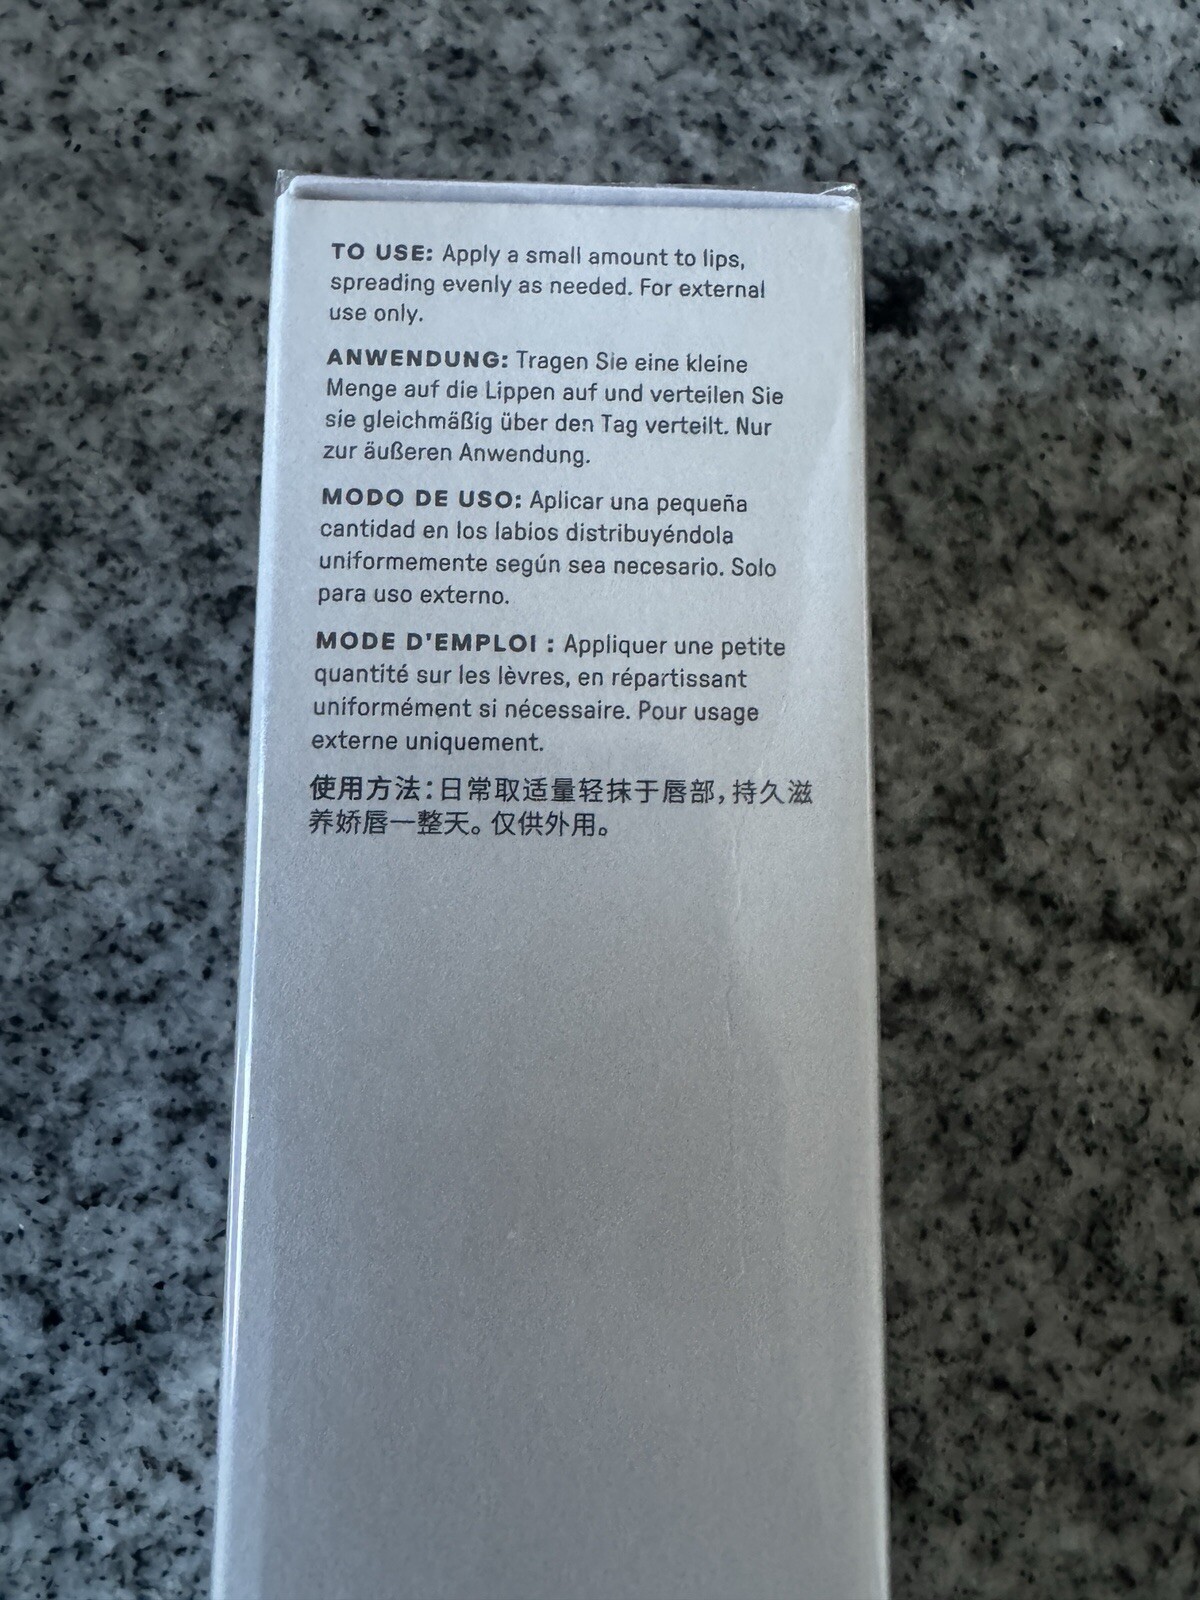 TO USE: Apply a small amount to lips,
spreading evenly as needed. For external
use only.
ANWENDUNG: Tragen Sie eine kleine
Menge auf die Lippen auf und verteilen Sie
sie gleichmäßig über den Tag verteilt. Nur
zur äußeren Anwendung.
MODO DE USO: Aplicar una pequeña
cantidad en los labios distribuyéndola
uniformemente según sea necesario. Solo
para uso externo.
MODE D'EMPLOI : Appliquer une petite
quantité sur les lèvres, en répartissant
uniformément si nécessaire. Pour usage
externe uniquement.
使用方法：日常取适量轻抹于唇部，持久滋
养娇唇一整天。仅供外用。